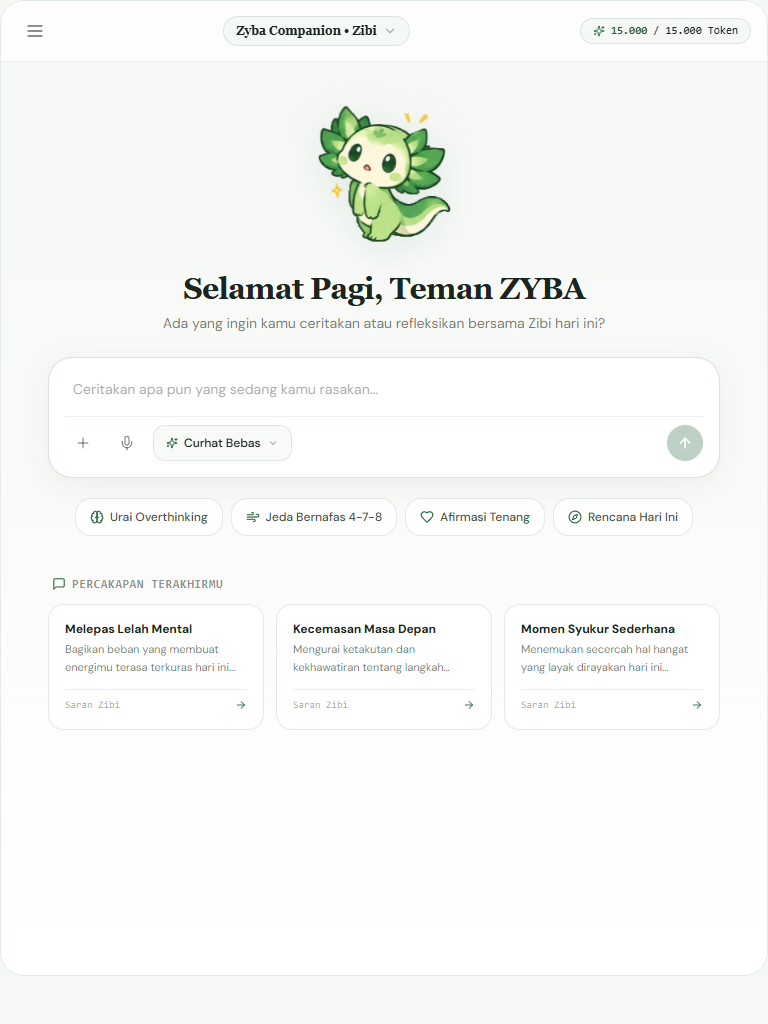 Zyba Companion • Zibi
15.000 / 15.000 Token
Selamat Pagi, Teman ZYBA
Ada yang ingin kamu ceritakan atau refleksikan bersama Zibi hari ini?
Ceritakan apa pun yang sedang kamu rasakan...
Curhat Bebas
Urai Overthinking
Jeda Bernafas 4-7-8
Afirmasi Tenang
Rencana Hari Ini
PERCAKAPAN TERAKHIRMU
Melepas Lelah Mental
Bagikan beban yang membuat
energimu terasa terkuras hari ini...
Saran Zibi
Kecemasan Masa Depan
Mengurai ketakutan dan
kekhawatiran tentang langkah...
Saran Zibi
Momen Syukur Sederhana
Menemukan secercah hal hangat
yang layak dirayakan hari ini...
Saran Zibi